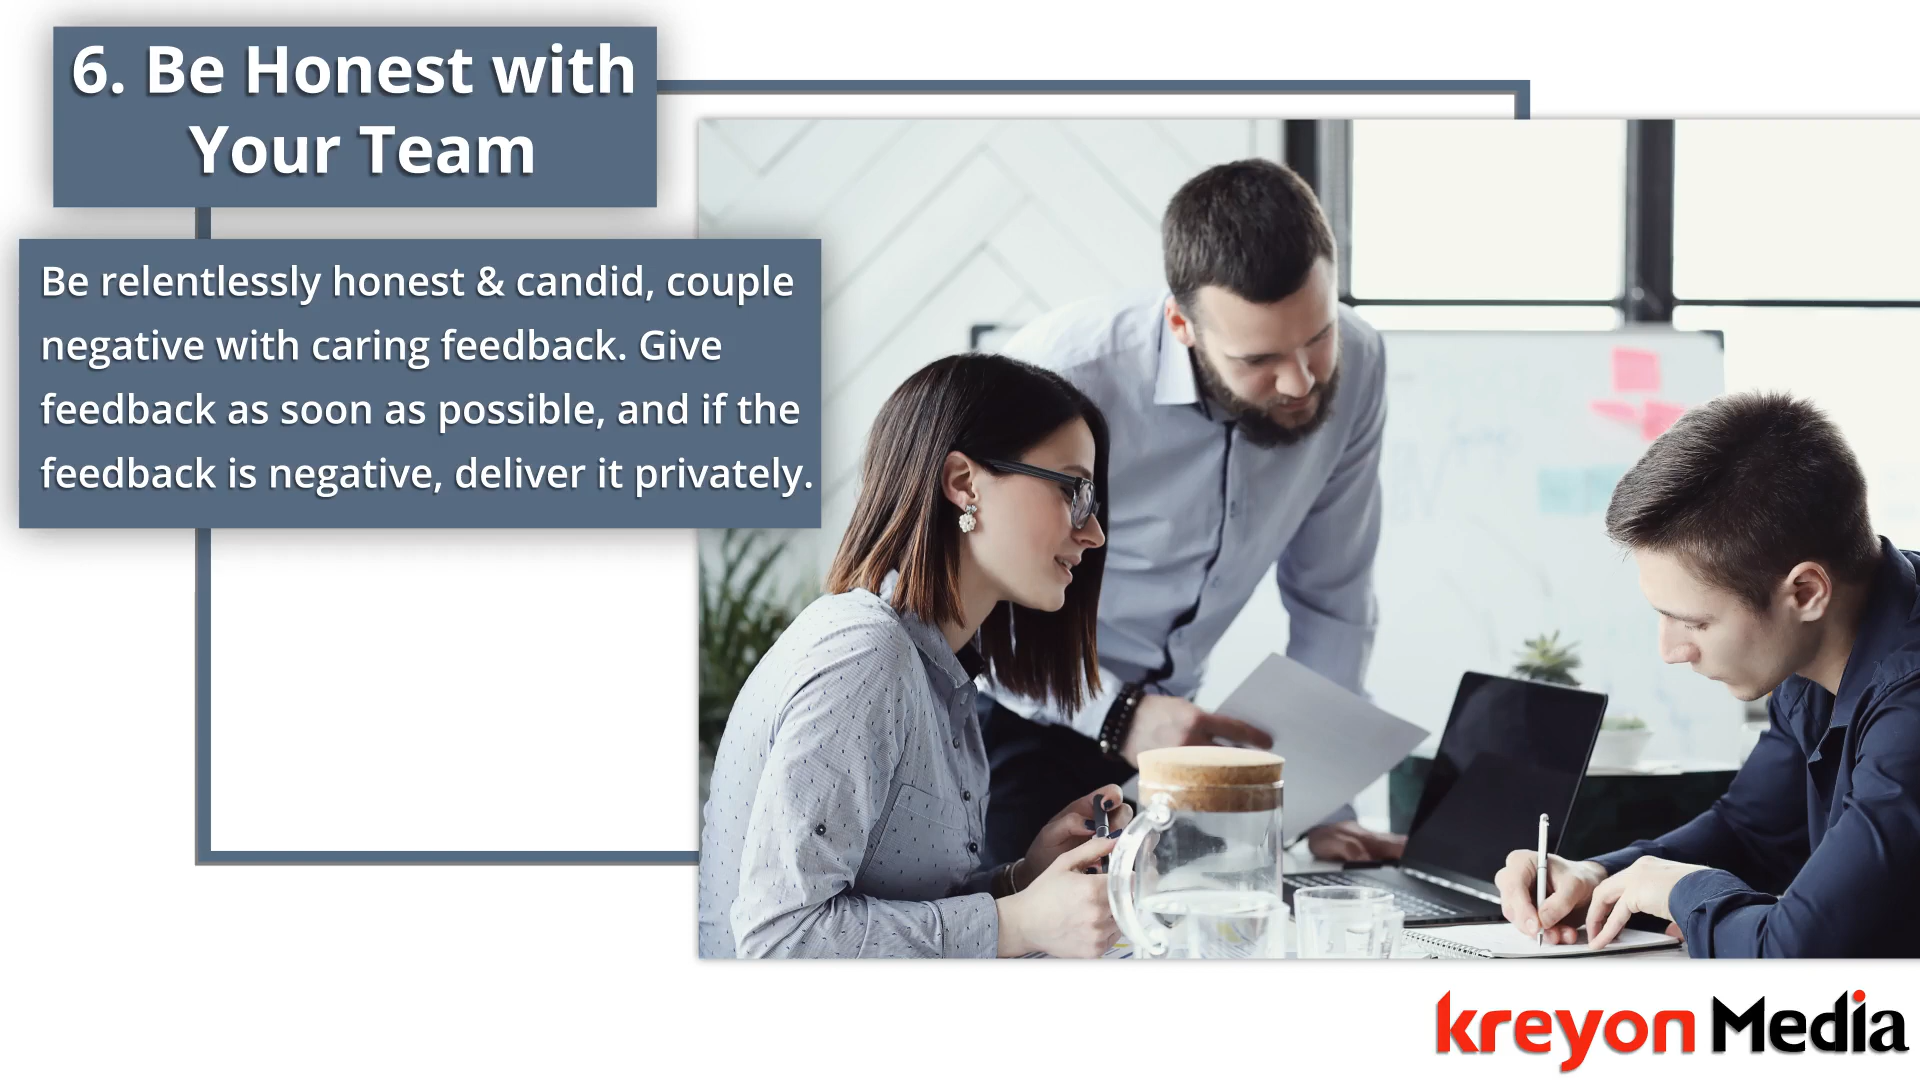 6. Be Honest with
Your Team
Be relentlessly honest & candid, couple
negative with caring feedback. Give
feedback as soon as possible, and if the
feedback is negative, deliver it privately.
kreyon Media